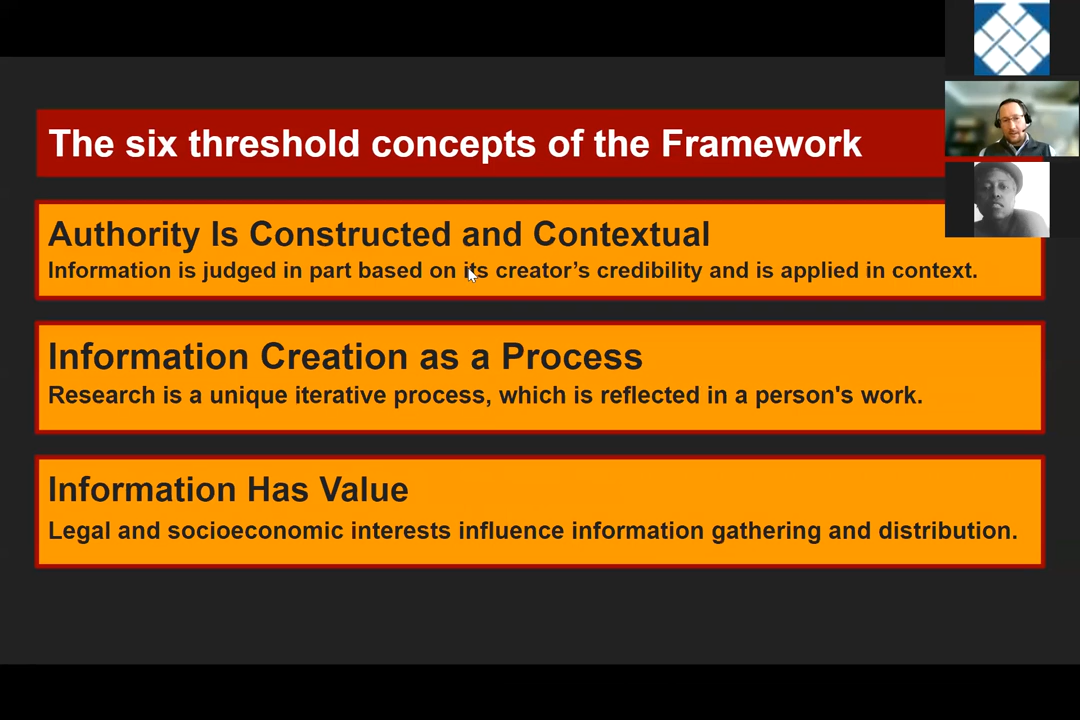 The six threshold concepts of the Framework
Authority Is Constructed and Contextual
Information is judged in part based on its creator’s credibility and is applied in context.
Information Creation as a Process
Research is a unique iterative process, which is reflected in a person's work.
Information Has Value
Legal and socioeconomic interests influence information gathering and distribution.